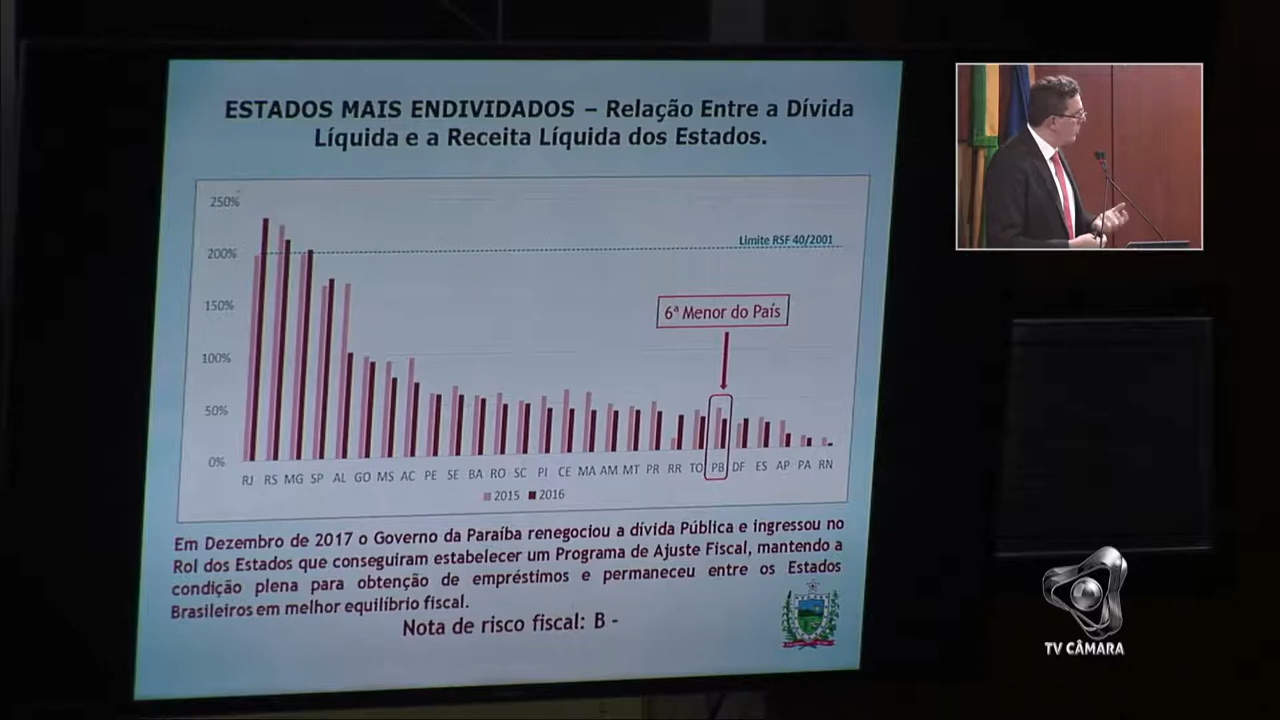 ESTADOS MAIS ENDIVIDADOS – Relação Entre a Dívida
Líquida e a Receita Líquida dos Estados.
250%
Limite RSF 40/2001
200%
150%
6ª Menor do País
100%
50%
0%
RJ RS MG SP AL GO MS AC PE SE BA RO SC PI CE MA AM MT PR RR TO PB DF ES AP PA RN
2015 2016
Em Dezembro de 2017 o Governo da Paraíba renegociou a dívida Pública e ingressou no
Rol dos Estados que conseguiram estabelecer um Programa de Ajuste Fiscal, mantendo a
condição plena para obtenção de empréstimos e permaneceu entre os Estados
Brasileiros em melhor equilíbrio fiscal.
Nota de risco fiscal: B -
TV CÂMARA